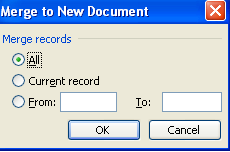 Merge to New Document
Merge records
All
Current record
From: To:
OK Cancel